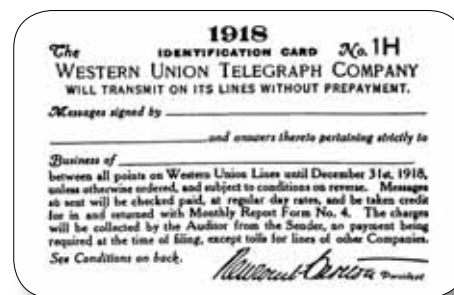 1918
The IDENTIFICATION CARD No. 1H
WESTERN UNION TELEGRAPH COMPANY
WILL TRANSMIT ON ITS LINES WITHOUT PREPAYMENT.
Messages signed by
and answers thereto pertaining strictly to
Business of
between all points on Western Union Lines until December 31st, 1918,
unless otherwise ordered, and subject to conditions on reverse. Messages
so sent will be checked paid, at regular day rates, and be taken credit
for in and returned with Monthly Report Form No. 4. The charges
will be collected by the Auditor from the Sender, no payment being
required at the time of filing, except tolls for lines of other Companies.
See Conditions on back. Newcomb Carlton President